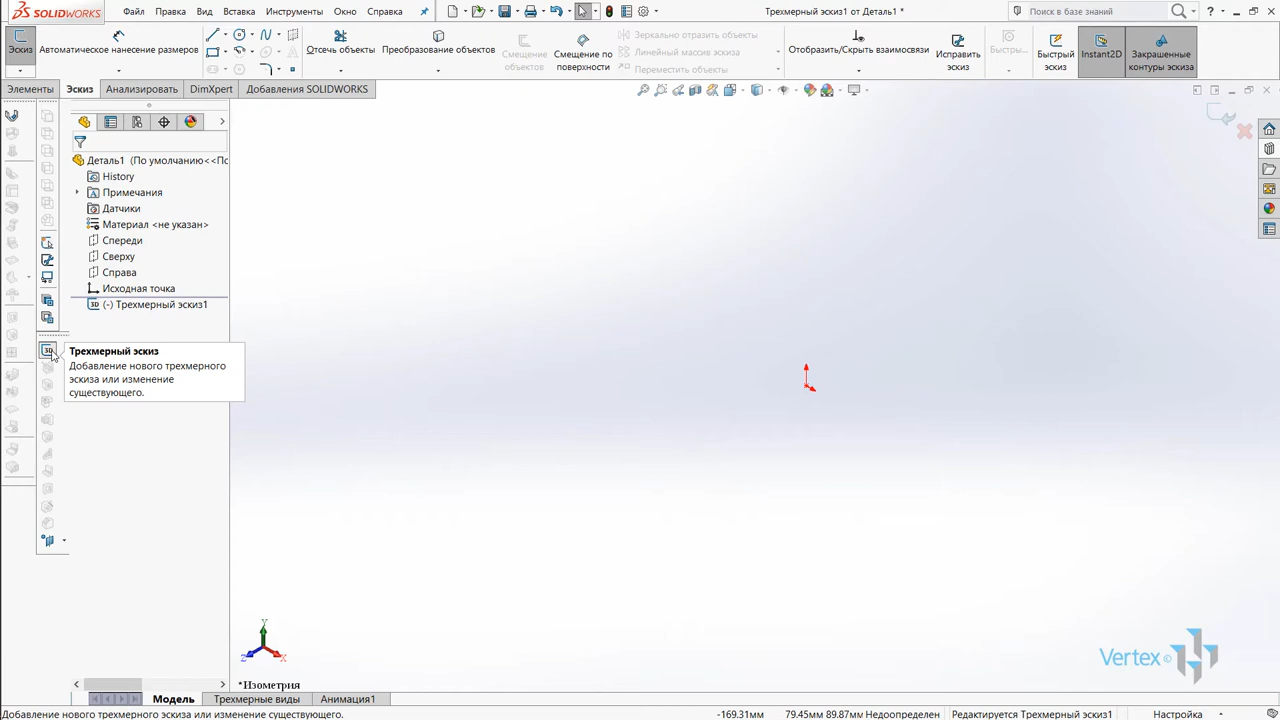 SOLIDWORKS
Файл
Правка
Вид
Вставка
Инструменты
Окно
Справка
Трехмерный эскиз1 от Деталь1 *
Поиск в базе знаний
?
Эскиз
Автоматическое нанесение размеров
Отсечь объекты
Преобразование объектов
Смещение
объектов
Смещение по
поверхности
Зеркально отразить объекты
Линейный массив эскиза
Переместить объекты
Отобразить/Скрыть взаимосвязи
Исправить
эскиз
Быстры...
Быстрый
эскиз
Instant2D
Закрашенные
контуры эскиза
Элементы
Эскиз
Анализировать
DimXpert
Добавления SOLIDWORKS
Деталь1 (По умолчанию<<По
History
Примечания
Датчики
Материал <не указан>
Спереди
Сверху
Справа
Исходная точка
3D (-) Трехмерный эскиз1
3D
Трехмерный эскиз
Добавление нового трехмерного
эскиза или изменение
существующего.
Y
Z
X
*Изометрия
Vertex©
Модель
Трехмерные виды
Анимация1
Добавление нового трехмерного эскиза или изменение существующего.
-169.31мм
79.45мм 89.87мм Недоопределен
Редактируется Трехмерный эскиз1
Настройка